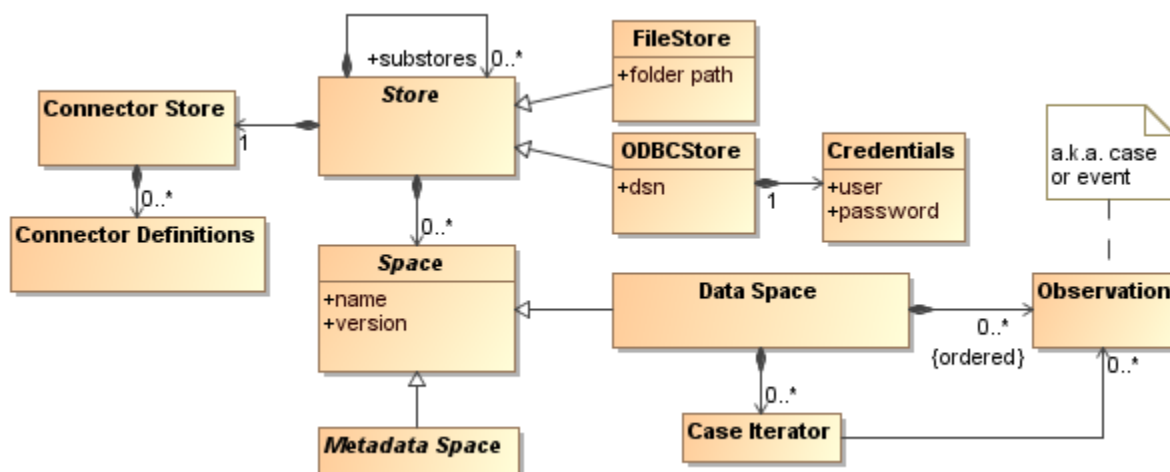 +substores
0..*
Store
FileStore
+folder path
Connector Store
1
ODBCStore
+dsn
1
Credentials
+user
+password
a.k.a. case
or event
0..*
Connector Definitions
0..*
Space
+name
+version
Data Space
0..*
{ordered}
Observation
0..*
0..*
Case Iterator
Metadata Space